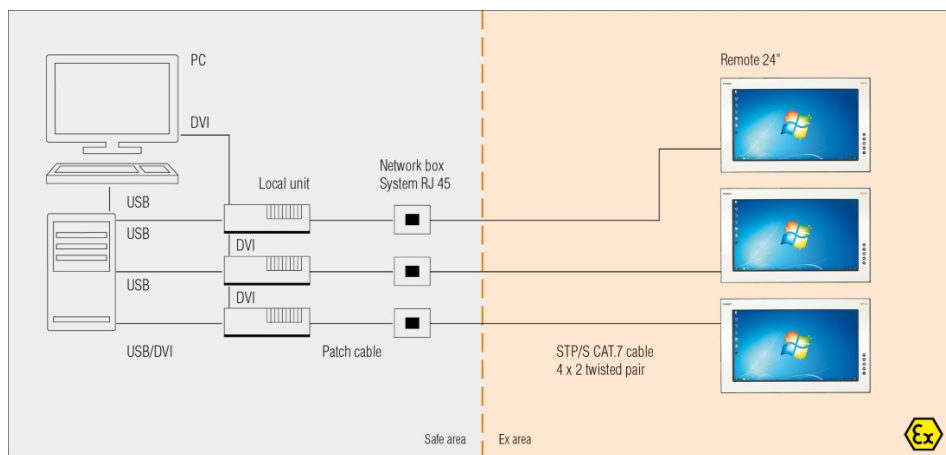 PC
Remote 24"
DVI
Network box
System RJ 45
Local unit
USB
USB
DVI
USB
DVI
USB/DVI
Patch cable
STP/S CAT.7 cable
4 x 2 twisted pair
Safe area
Ex area
Ex